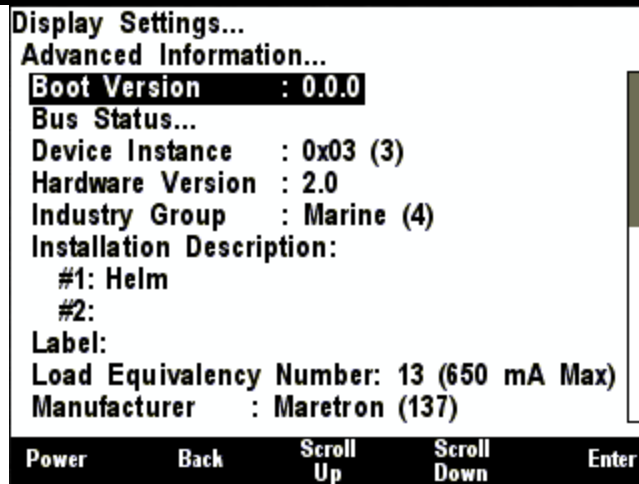 Display Settings...
Advanced Information...
Boot Version : 0.0.0
Bus Status...
Device Instance : 0x03 (3)
Hardware Version : 2.0
Industry Group : Marine (4)
Installation Description:
#1: Helm
#2:
Label:
Load Equivalency Number: 13 (650 mA Max)
Manufacturer : Maretron (137)
Power Back Scroll Up Scroll Down Enter